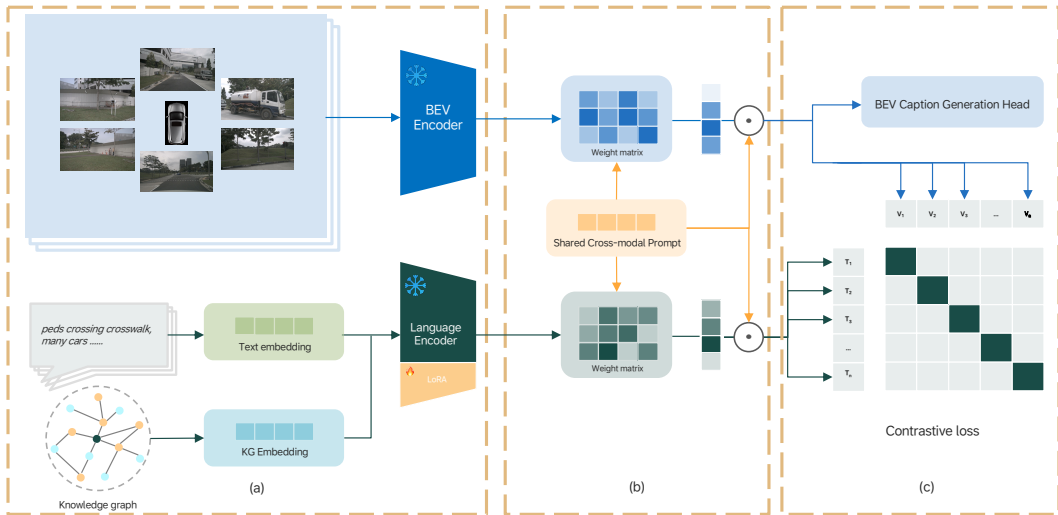 BEV
Encoder
peds crossing crosswalk,
many cars ......
Text embedding
Language
Encoder
LoRA
KG Embedding
Knowledge graph
(a)
Weight matrix
Shared Cross-modal Prompt
Weight matrix
(b)
BEV Caption Generation Head
V₁ V₂ V₃ ...
T₁
T₂
T₃
...
Tₙ
Contrastive loss
(c)